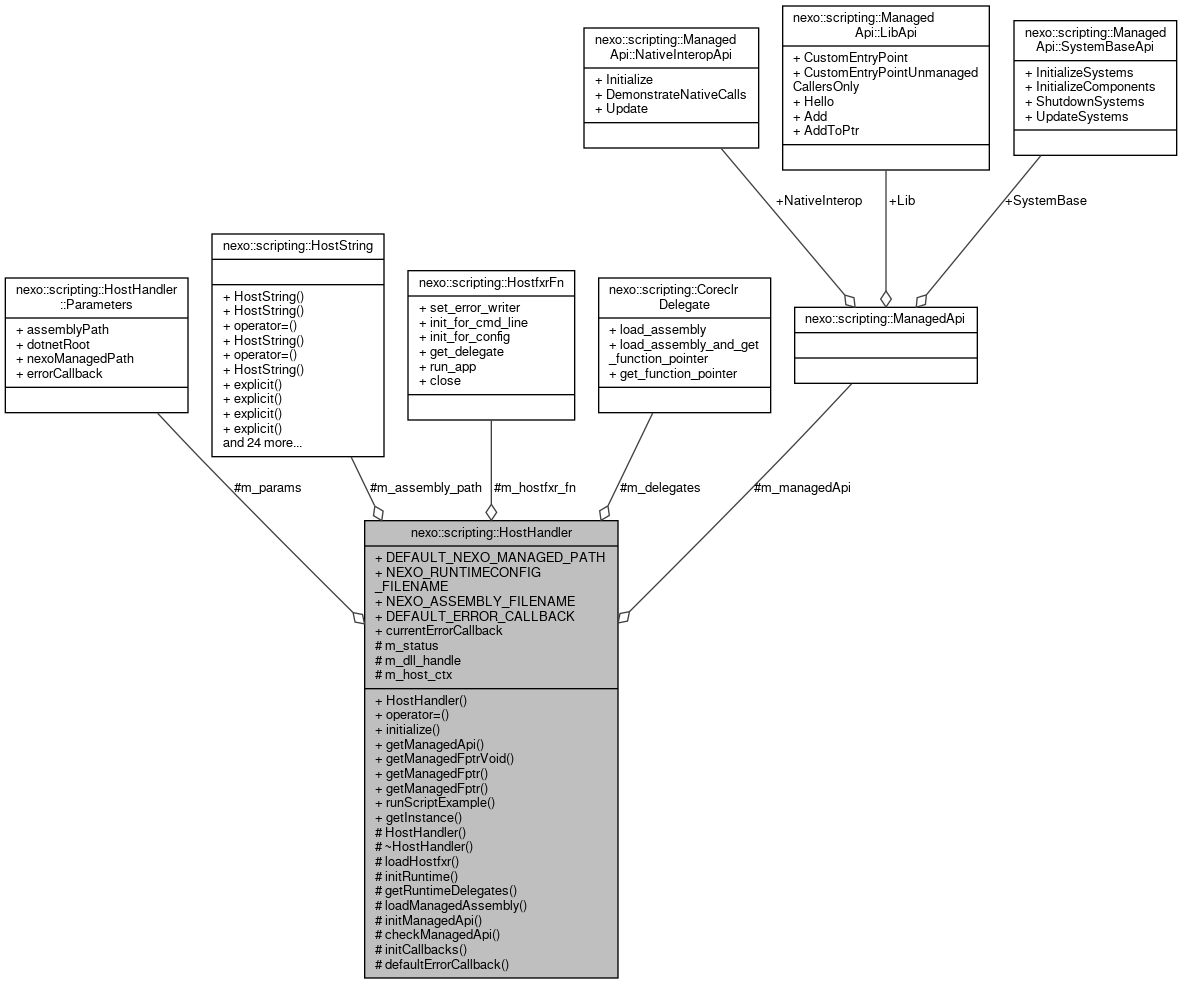 nexo::scripting::Managed
Api::NativeInteropApi
+ Initialize
+ DemonstrateNativeCalls
+ Update
nexo::scripting::Managed
Api::LibApi
+ CustomEntryPoint
+ CustomEntryPointUnmanaged
CallersOnly
+ Hello
+ Add
+ AddToPtr
nexo::scripting::Managed
Api::SystemBaseApi
+ InitializeSystems
+ InitializeComponents
+ ShutdownSystems
+ UpdateSystems
+NativeInterop
+Lib
+SystemBase
nexo::scripting::HostHandler
::Parameters
+ assemblyPath
+ dotnetRoot
+ nexoManagedPath
+ errorCallback
nexo::scripting::HostString
+ HostString()
+ HostString()
+ operator=()
+ HostString()
+ operator=()
+ HostString()
+ explicit()
+ explicit()
+ explicit()
+ explicit()
and 24 more...
nexo::scripting::HostfxrFn
+ set_error_writer
+ init_for_cmd_line
+ init_for_config
+ get_delegate
+ run_app
+ close
nexo::scripting::Coreclr
Delegate
+ load_assembly
+ load_assembly_and_get
_function_pointer
+ get_function_pointer
nexo::scripting::ManagedApi
#m_params
#m_assembly_path
#m_hostfxr_fn
#m_delegates
#m_managedApi
nexo::scripting::HostHandler
+ DEFAULT_NEXO_MANAGED_PATH
+ NEXO_RUNTIMECONFIG
_FILENAME
+ NEXO_ASSEMBLY_FILENAME
+ DEFAULT_ERROR_CALLBACK
+ currentErrorCallback
# m_status
# m_dll_handle
# m_host_ctx
+ HostHandler()
+ operator=()
+ initialize()
+ getManagedApi()
+ getManagedFptrVoid()
+ getManagedFptr()
+ getManagedFptr()
+ runScriptExample()
+ getInstance()
# HostHandler()
# ~HostHandler()
# loadHostfxr()
# initRuntime()
# getRuntimeDelegates()
# loadManagedAssembly()
# initManagedApi()
# checkManagedApi()
# initCallbacks()
# defaultErrorCallback()